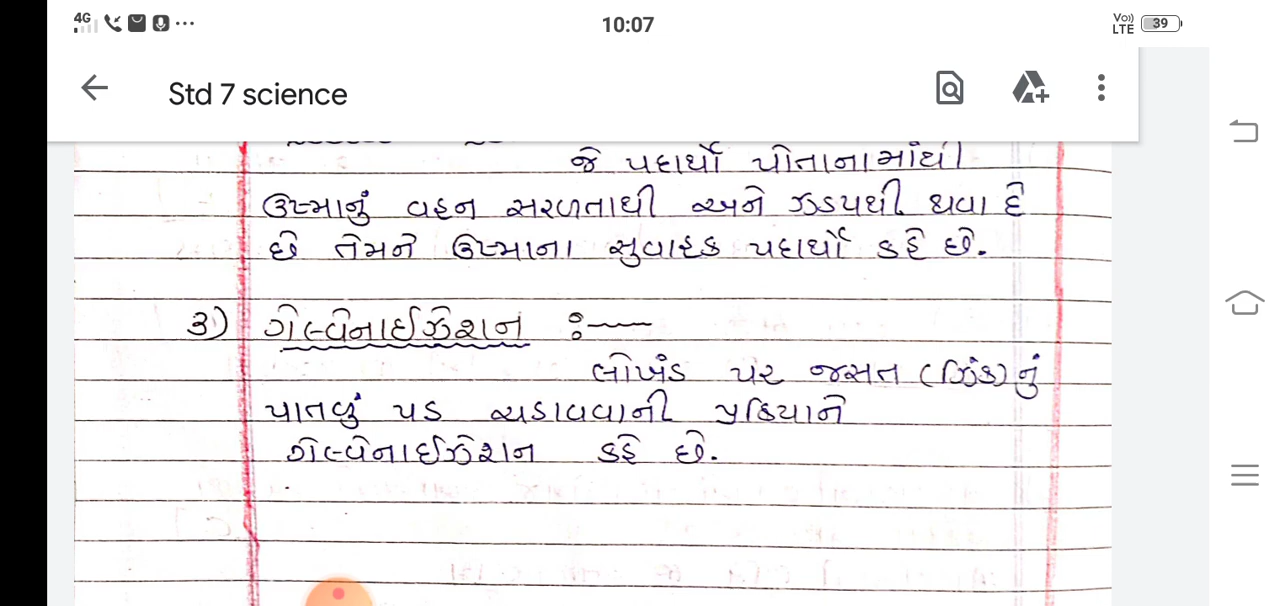 4G 10:07 Vo)) LTE 39
Std 7 science
જે પદાર્થો પોતાનામાંથી
ઉષ્માનું વહન સરળતાથી અને ઝડપથી થવા દે
છે તેમને ઉષ્માના સુવાહક પદાર્થો કહે છે.
૩) ગેલ્વેનાઈઝેશન :—
લોખંડ પર જસત (ઝિંક) નું
પાતળું પડ ચડાવવાની પ્રક્રિયાને
ગેલ્વેનાઈઝેશન કહે છે.